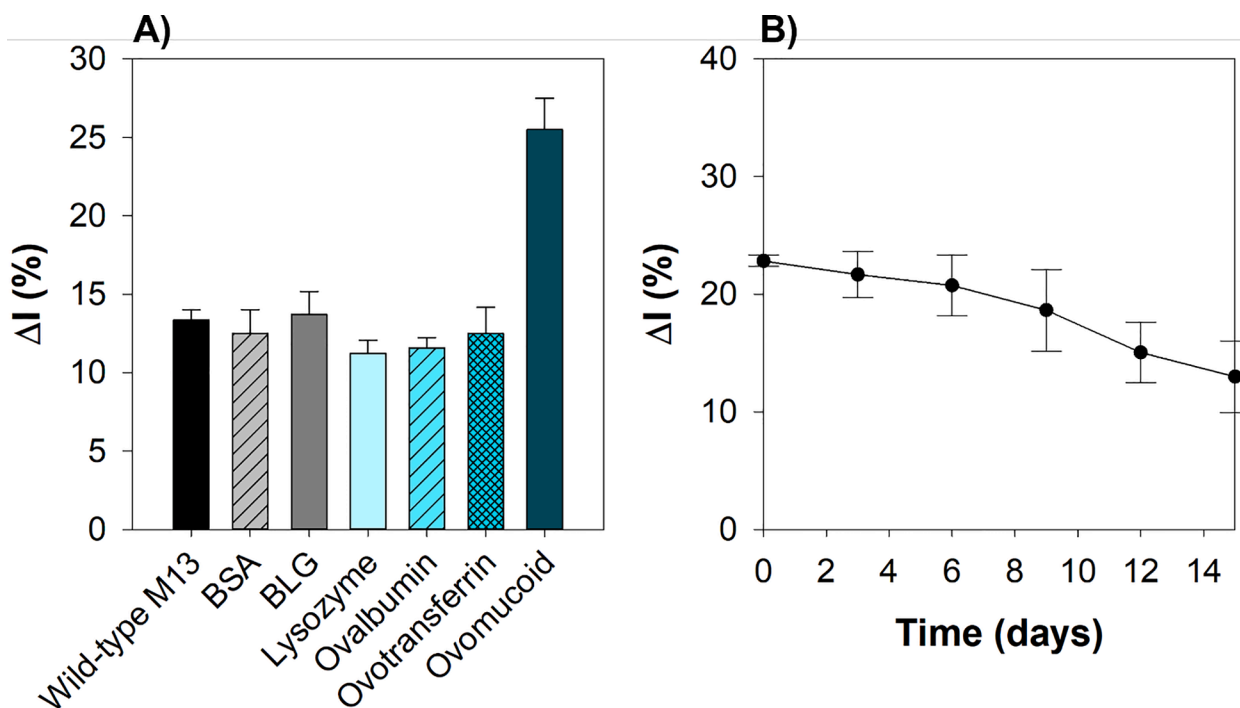 A)
30
25
20
15
10
5
0
ΔI (%)
Wild-type M13
BSA
BLG
Lysozyme
Ovalbumin
Ovotransferrin
Ovomucoid
B)
40
30
20
10
0
ΔI (%)
0 2 4 6 8 10 12 14
Time (days)